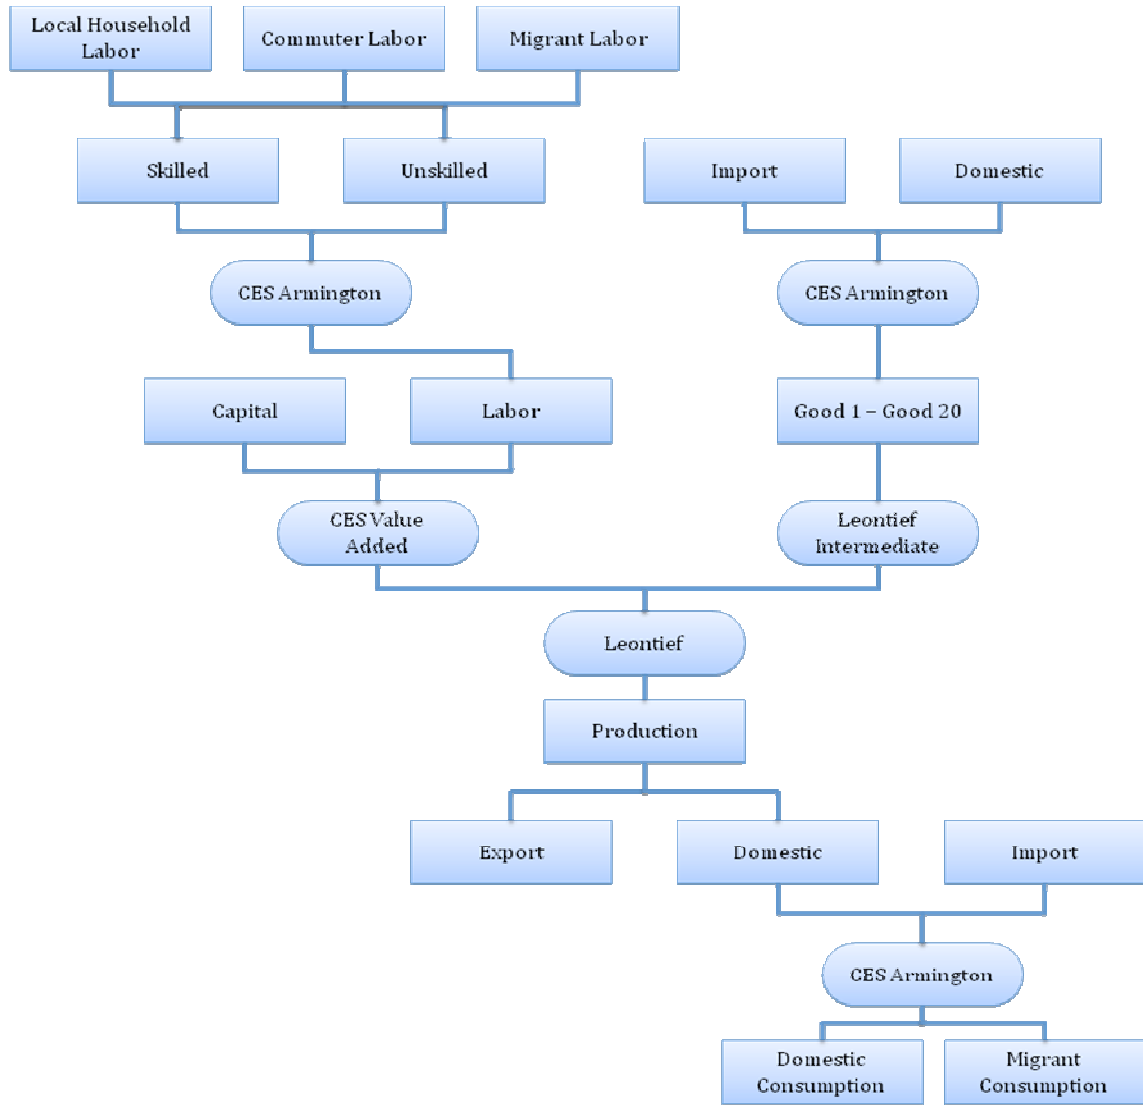 Local Household
Labor
Commuter Labor
Migrant Labor
Skilled
Unskilled
Import
Domestic
CES Armington
CES Armington
Capital
Labor
Good 1 – Good 20
CES Value
Added
Leontief
Intermediate
Leontief
Production
Export
Domestic
Import
CES Armington
Domestic
Consumption
Migrant
Consumption